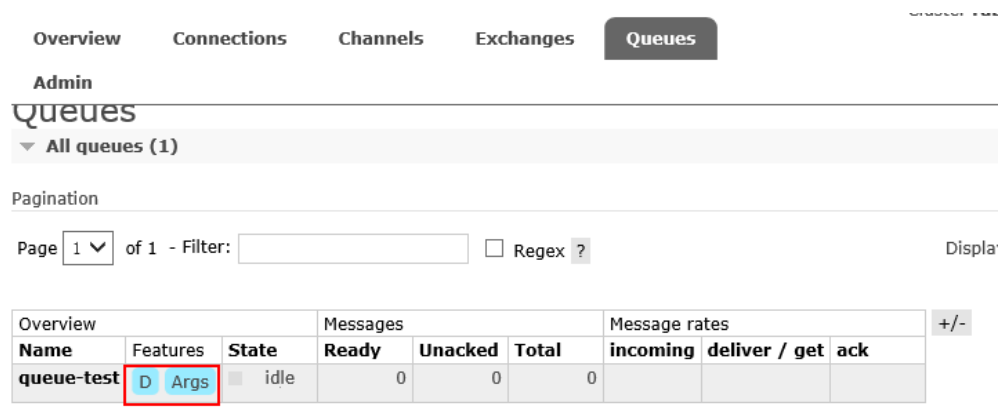 Overview Connections Channels Exchanges Queues
Admin
Queues
All queues (1)
Pagination
Page 1 of 1 - Filter: Regex ?
Overview Messages Message rates +/-
Name Features State Ready Unacked Total incoming deliver / get ack
queue-test D Args idle 0 0 0